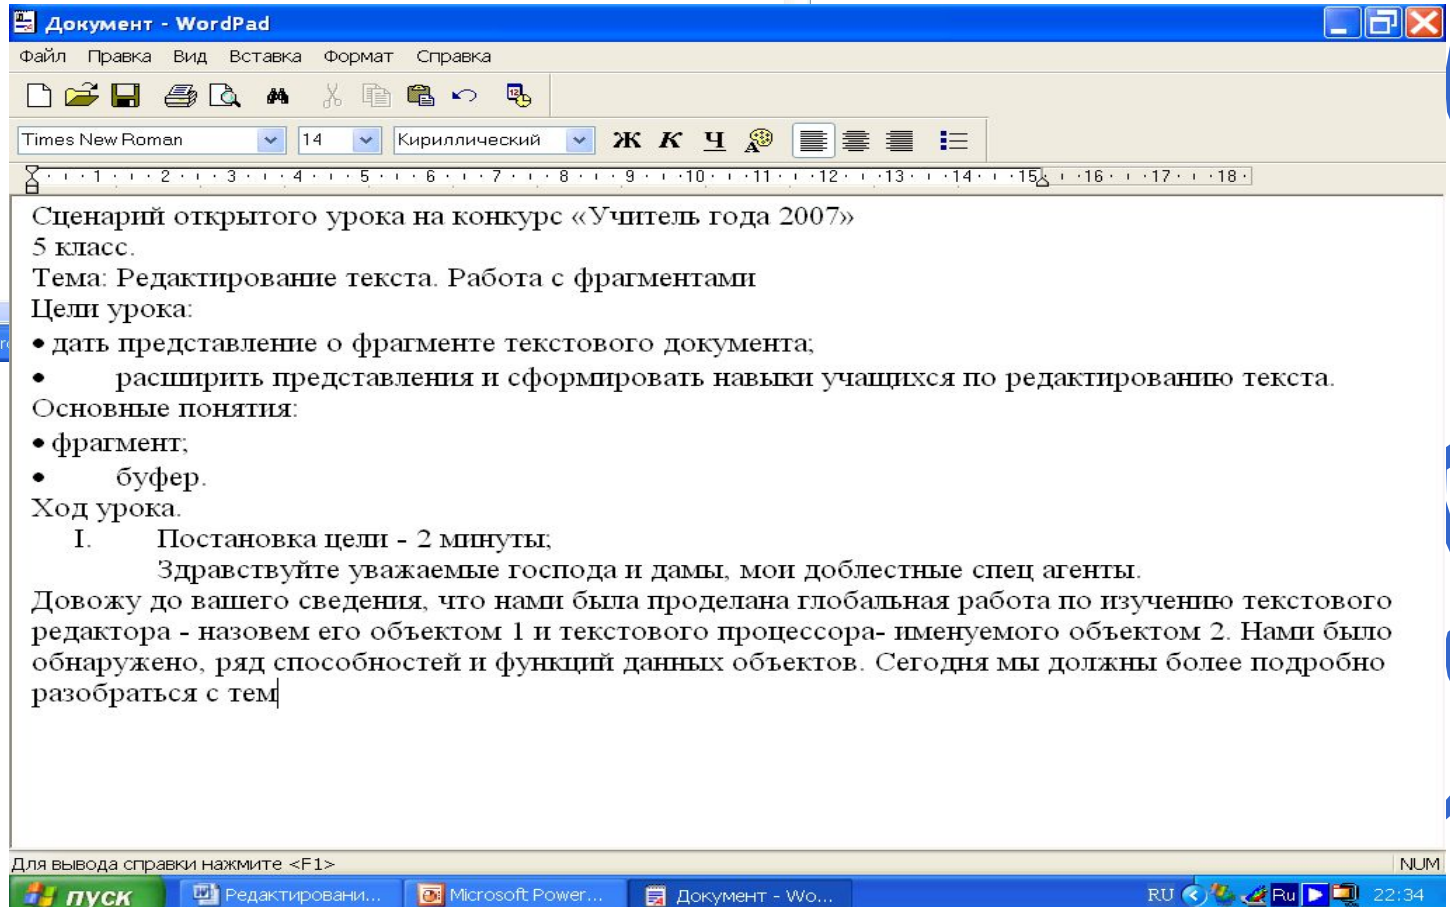 Документ - WordPad
Файл Правка Вид Вставка Формат Справка
Times New Roman 14 Кириллический Ж К Ч
1 2 3 4 5 6 7 8 9 10 11 12 13 14 15 16 17 18
Сценарий открытого урока на конкурс «Учитель года 2007»
5 класс.
Тема: Редактирование текста. Работа с фрагментами
Цели урока:
• дать представление о фрагменте текстового документа;
• расширить представления и сформировать навыки учащихся по редактированию текста.
Основные понятия:
• фрагмент;
• буфер.
Ход урока.
I. Постановка цели - 2 минуты;
Здравствуйте уважаемые господа и дамы, мои доблестные спец агенты.
Довожу до вашего сведения, что нами была проделана глобальная работа по изучению текстового
редактора - назовем его объектом 1 и текстового процессора- именуемого объектом 2. Нами было
обнаружено, ряд способностей и функций данных объектов. Сегодня мы должны более подробно
разобраться с тем
Для вывода справки нажмите <F1> NUM
пуск Редактировани... Microsoft Power... Документ - Wo... RU Ru 22:34